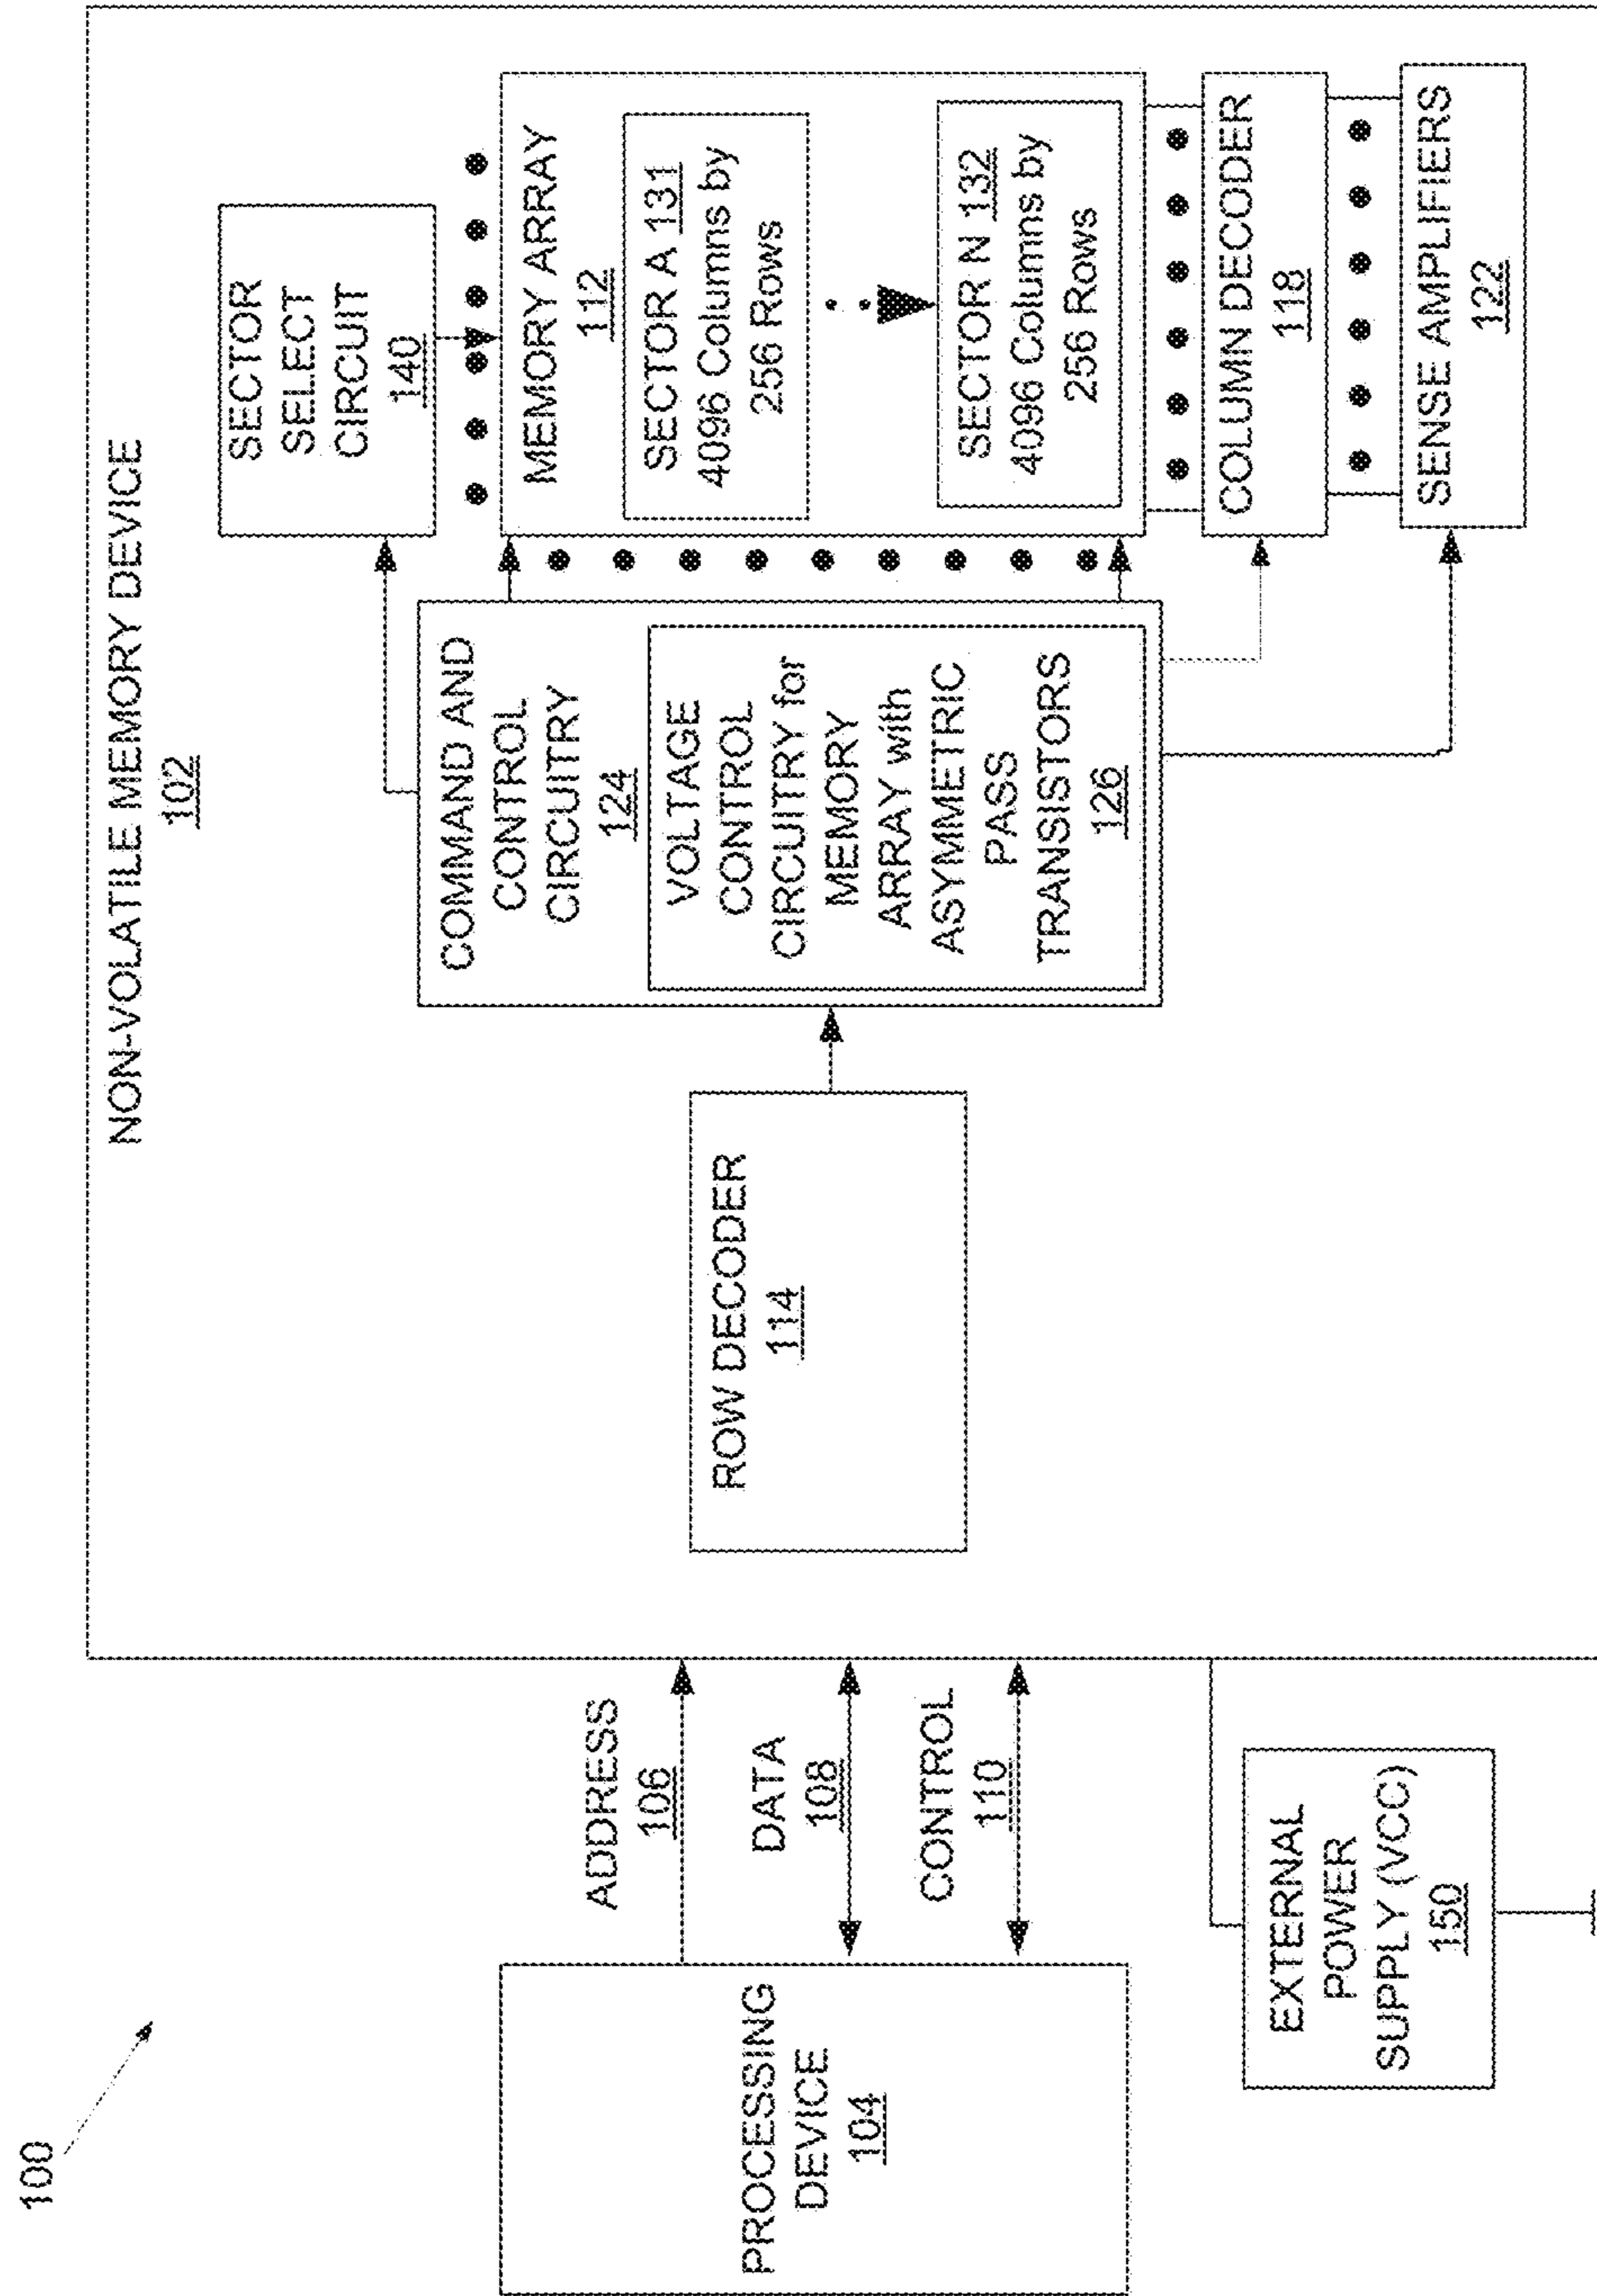 100
PROCESSING
DEVICE
104
ADDRESS
106
DATA
108
CONTROL
110
EXTERNAL
POWER
SUPPLY (VCC)
150
NON-VOLATILE MEMORY DEVICE
102
ROW DECODER
114
COMMAND AND
CONTROL
CIRCUITRY
124
VOLTAGE
CONTROL
CIRCUITRY for
MEMORY
ARRAY with
ASYMMETRIC
PASS
TRANSISTORS
126
SECTOR
SELECT
CIRCUIT
140
MEMORY ARRAY
112
SECTOR A 131
4096 Columns by
256 Rows
SECTOR N 132
4096 Columns by
256 Rows
COLUMN DECODER
118
SENSE AMPLIFIERS
122